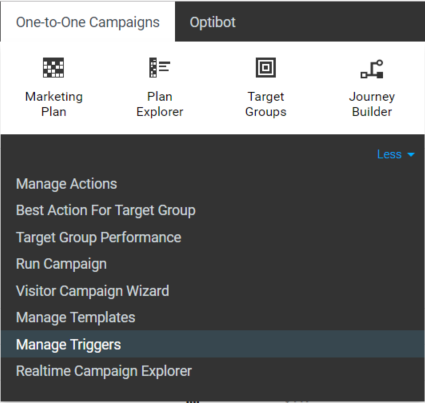 One-to-One Campaigns Optibot
Marketing Plan Target Journey
Plan Explorer Groups Builder
Less
Manage Actions
Best Action For Target Group
Target Group Performance
Run Campaign
Visitor Campaign Wizard
Manage Templates
Manage Triggers
Realtime Campaign Explorer